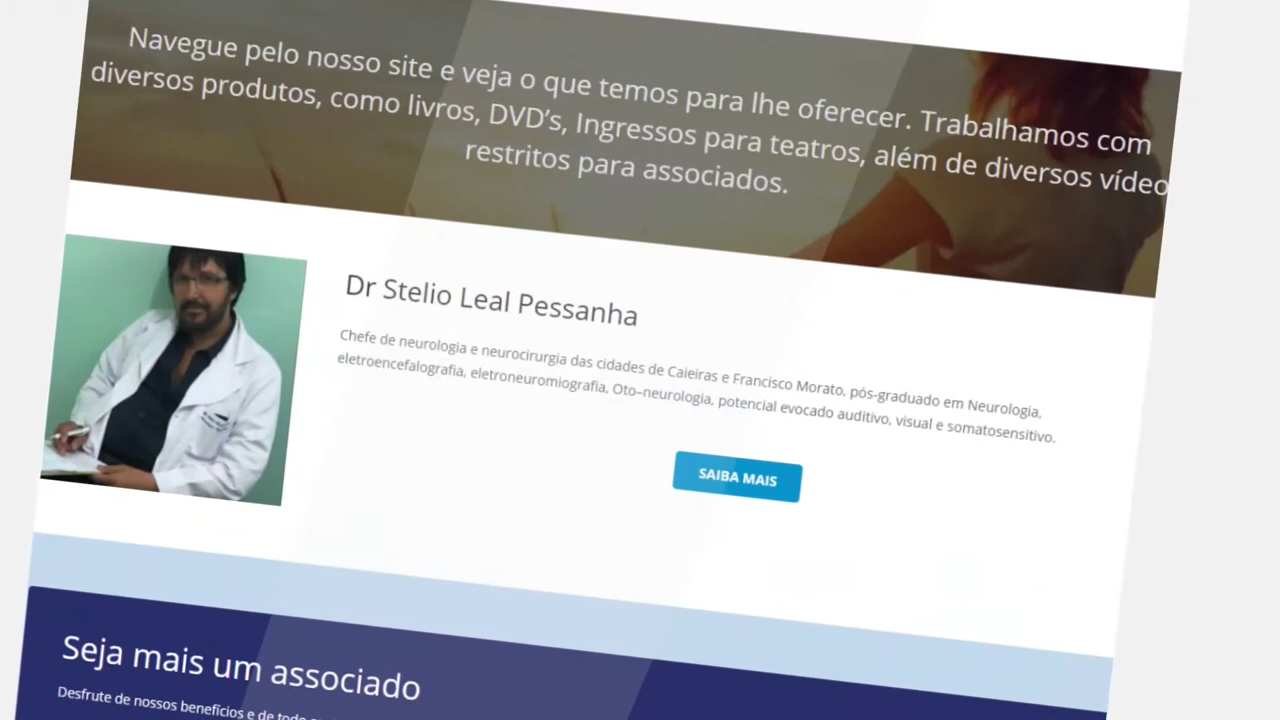 Navegue pelo nosso site e veja o que temos para lhe oferecer. Trabalhamos com
diversos produtos, como livros, DVD’s, Ingressos para teatros, além de diversos vídeo
restritos para associados.
Dr Stelio Leal Pessanha
Chefe de neurologia e neurocirurgia das cidades de Caieiras e Francisco Morato, pós-graduado em Neurologia,
eletroencefalografia, eletroneuromiografia, Oto–neurologia, potencial evocado auditivo, visual e somatosensitivo.
SAIBA MAIS
Seja mais um associado
Desfrute de nossos benefícios e de